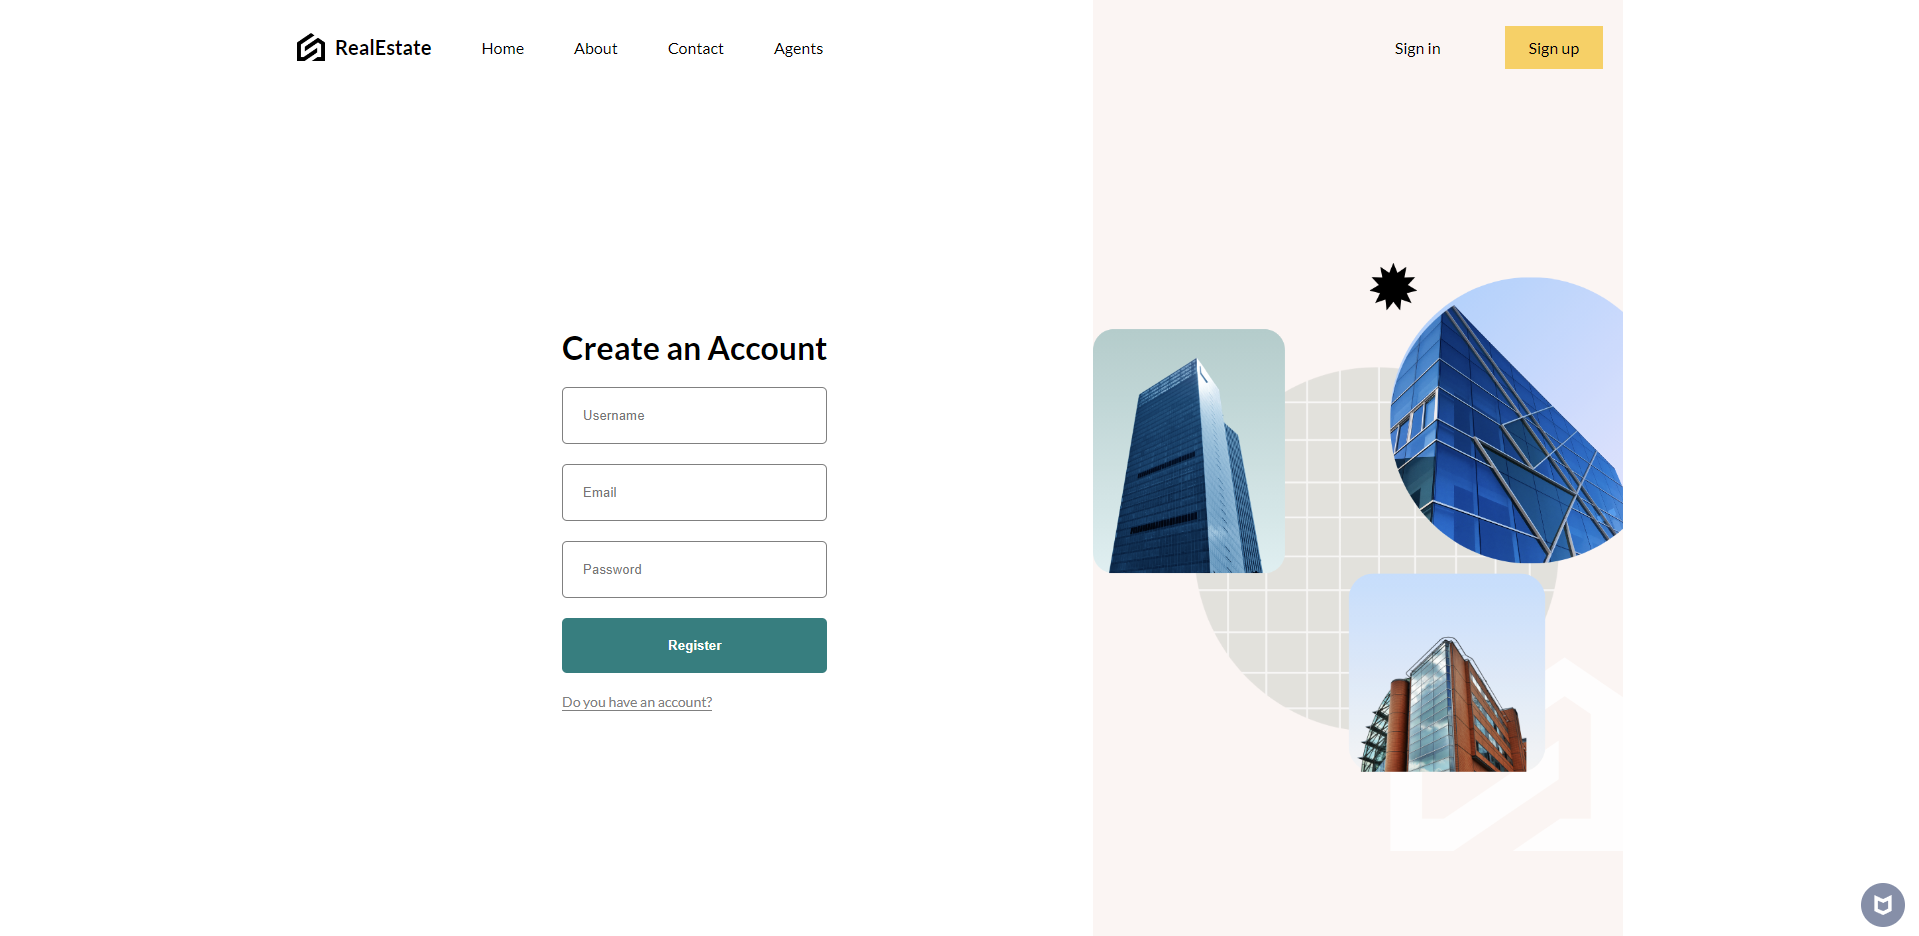 RealEstate Home About Contact Agents Sign in Sign up
Create an Account
Username
Email
Password
Register
Do you have an account?